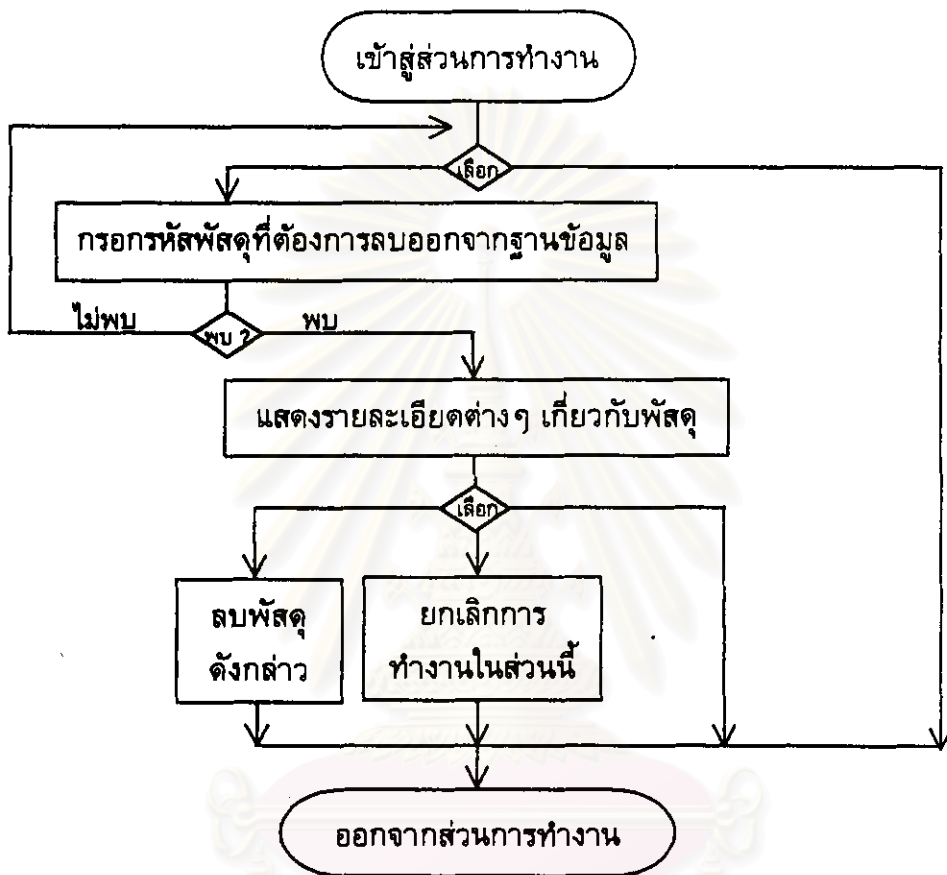 เข้าสู่ส่วนการทำงาน
เลือก
กรอกรหัสพัสดุที่ต้องการลบออกจากฐานข้อมูล
ไม่พบ
พบ ?
พบ
แสดงรายละเอียดต่างๆ เกี่ยวกับพัสดุ
เลือก
ลบพัสดุ
ดังกล่าว
ยกเลิกการ
ทำงานในส่วนนี้
ออกจากส่วนการทำงาน